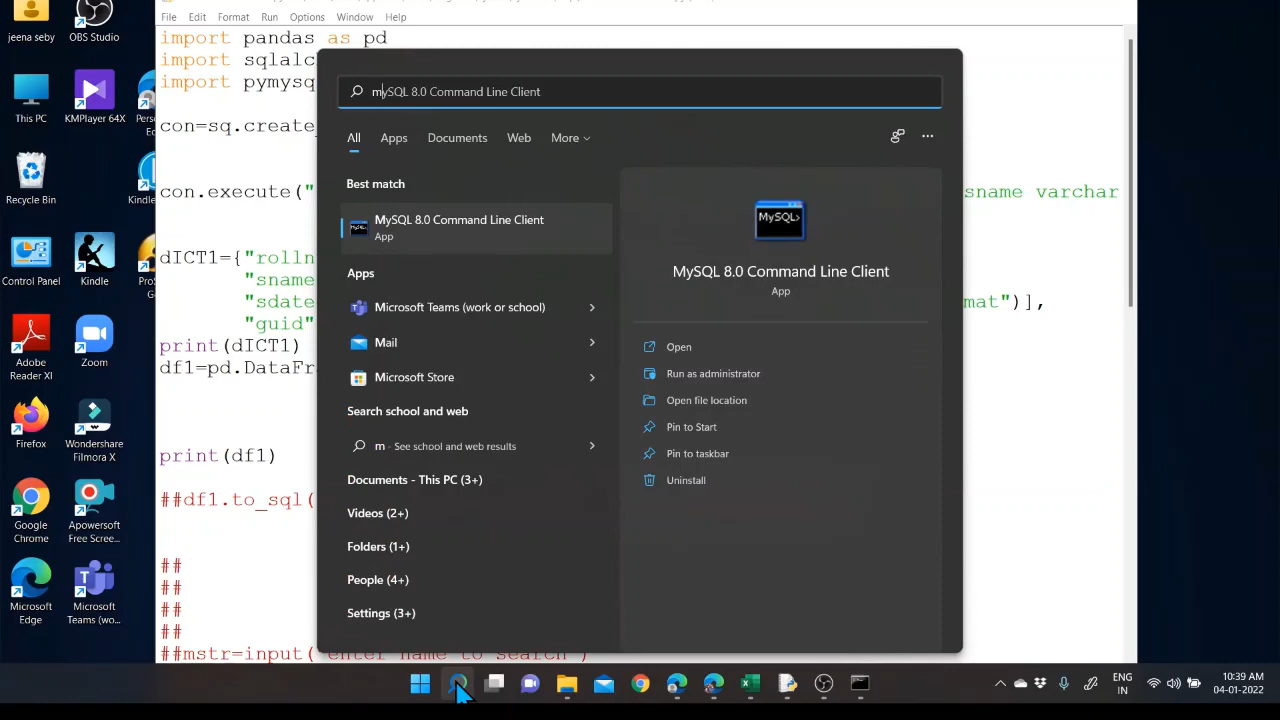 jeena seby
OBS Studio
This PC
KMPlayer 64X
Recycle Bin
Control Panel
Kindle
Adobe
Reader XI
Zoom
Firefox
Wondershare
Filmora X
Google
Chrome
Apowersoft
Free Scree...
Microsoft
Edge
Microsoft
Teams (wo...
File Edit Format Run Options Window Help
import pandas as pd
import sqlalc
import pymysq
con=sq.create_
con.execute("
sname varchar
dICT1={"rolln
"sname
"sdate
mat")],
"guid"
print(dICT1)
df1=pd.DataFr
print(df1)
##df1.to_sql(
##
##
##
##
##mstr=input("enter name to search")
mySQL 8.0 Command Line Client
All Apps Documents Web More
Best match
MySQL 8.0 Command Line Client
App
Apps
Microsoft Teams (work or school)
Mail
Microsoft Store
Search school and web
m - See school and web results
Documents - This PC (3+)
Videos (2+)
Folders (1+)
People (4+)
Settings (3+)
MySQL>
MySQL 8.0 Command Line Client
App
Open
Run as administrator
Open file location
Pin to Start
Pin to taskbar
Uninstall
ENG
IN
10:39 AM
04-01-2022